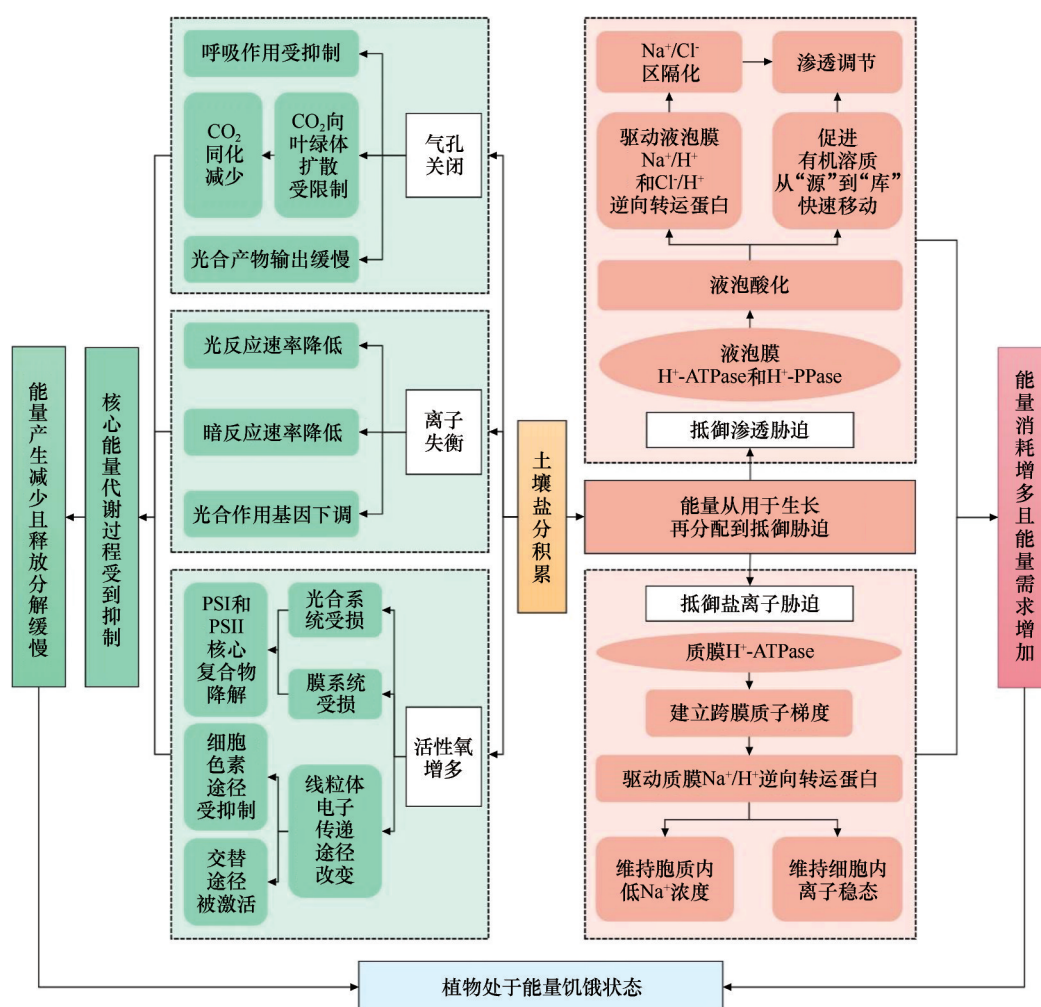 呼吸作用受抑制
CO₂
同化
减少
CO₂向
叶绿体
扩散
受限制
气孔
关闭
光合产物输出缓慢
光反应速率降低
暗反应速率降低
光合作用基因下调
离子
失衡
PSI和
PSII
核心
复合物
降解
光合系
统受损
膜系统
受损
细胞
色素
途径
受抑制
交替
途径
被激活
线粒体
电子
传递
途径
改变
活性氧
增多
能量产生减少且释放分解缓慢
核心能量代谢过程受到抑制
土壤盐分积累
Na⁺/Cl⁻
区隔化
渗透调节
驱动液泡膜
Na⁺/H⁺
和Cl⁻/H⁺
逆向转运蛋白
促进
有机溶质
从“源”到“库”
快速移动
液泡酸化
液泡膜
H⁺-ATPase和H⁺-PPase
抵御渗透胁迫
能量从用于生长
再分配到抵御胁迫
抵御盐离子胁迫
质膜H⁺-ATPase
建立跨膜质子梯度
驱动质膜Na⁺/H⁺逆向转运蛋白
维持胞质内
低Na⁺浓度
维持细胞内
离子稳态
能量消耗增多且能量需求增加
植物处于能量饥饿状态